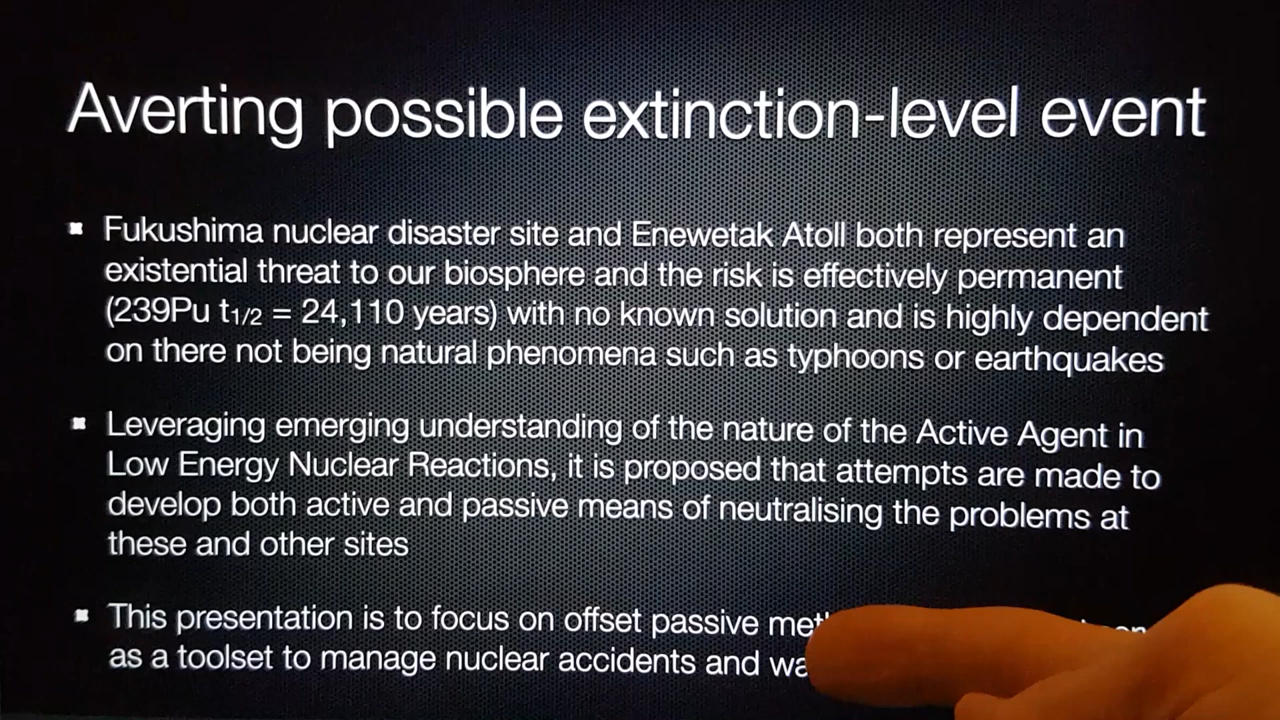 Averting possible extinction-level event
Fukushima nuclear disaster site and Enewetak Atoll both represent an
existential threat to our biosphere and the risk is effectively permanent
(239Pu t1/2 = 24,110 years) with no known solution and is highly dependent
on there not being natural phenomena such as typhoons or earthquakes
Leveraging emerging understanding of the nature of the Active Agent in
Low Energy Nuclear Reactions, it is proposed that attempts are made to
develop both active and passive means of neutralising the problems at
these and other sites
This presentation is to focus on offset passive
as a toolset to manage nuclear accidents and